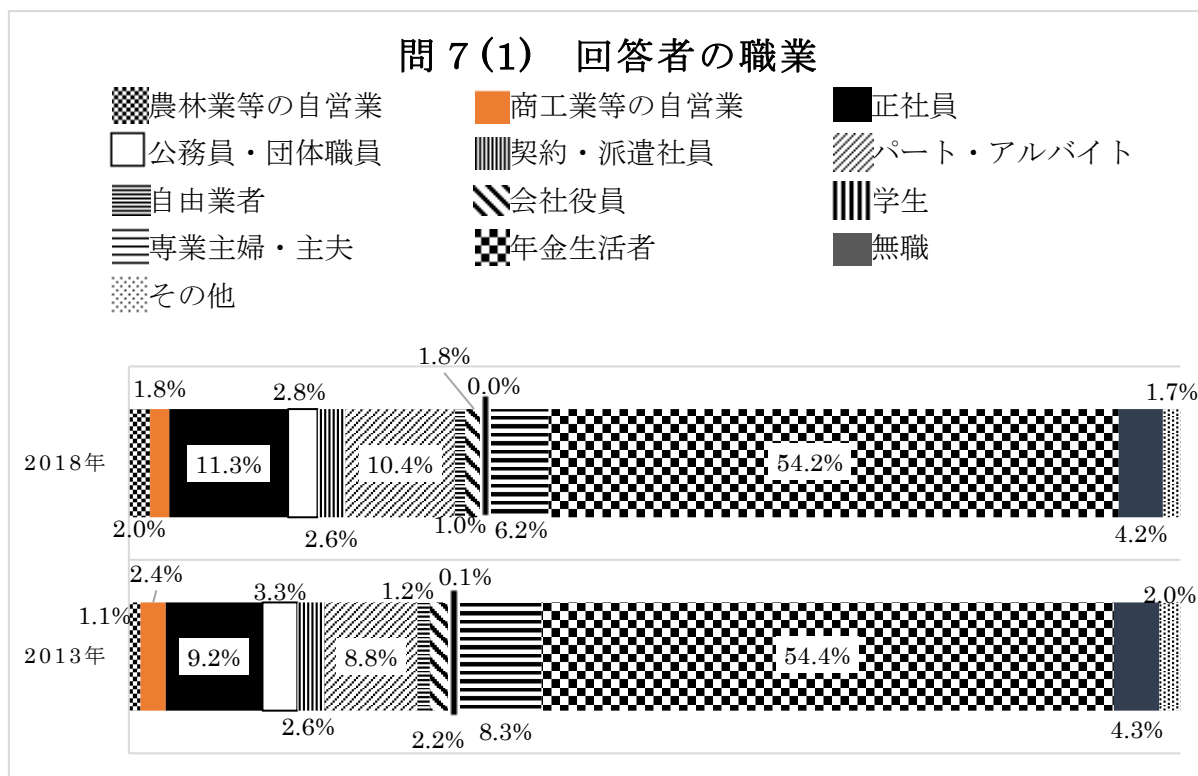 問7(1) 回答者の職業
農林業等の自営業 商工業等の自営業 正社員
公務員・団体職員 契約・派遣社員 パート・アルバイト
自由業者 会社役員 学生
専業主婦・主夫 年金生活者 無職
その他
1.8%
1.8% 2.8% 0.0% 1.7%
2018年 11.3% 10.4% 54.2%
2.0% 2.6% 1.0% 6.2% 4.2%
2.4% 3.3% 1.2% 0.1% 2.0%
1.1%
2013年 9.2% 8.8% 54.4%
2.6% 2.2% 8.3% 4.3%